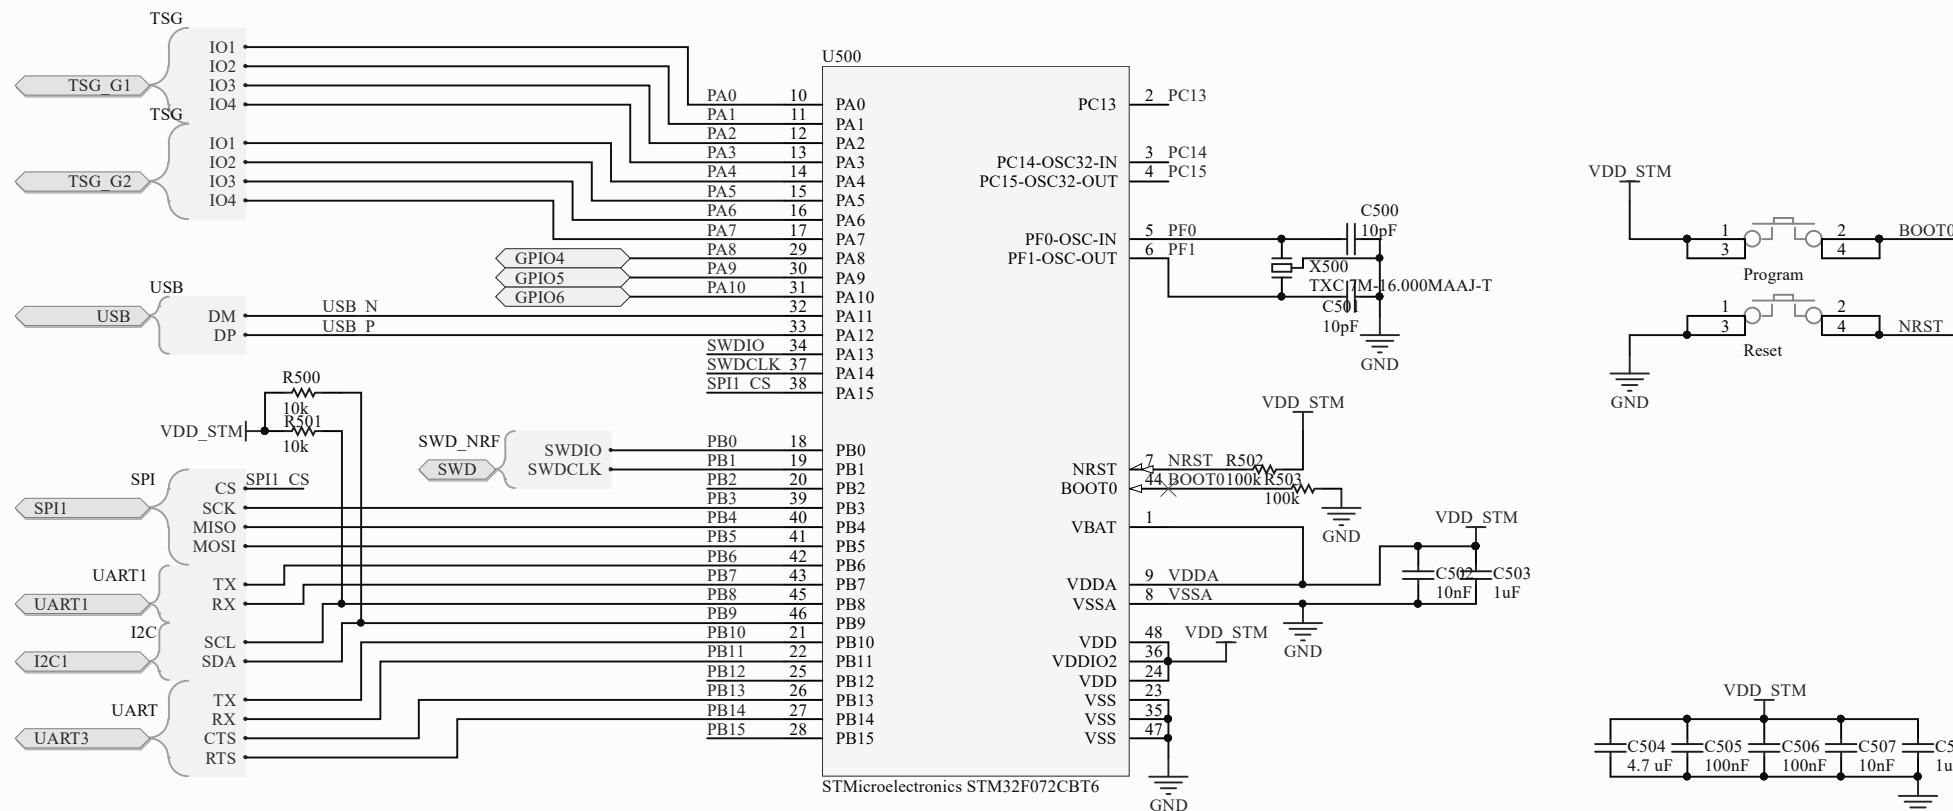 TSG
TSG_G1
IO1
IO2
IO3
IO4
TSG
TSG_G2
IO1
IO2
IO3
IO4
USB
USB
DM
DP
USB_N
USB_P
GPIO4
GPIO5
GPIO6
R500
10k
R501
10k
VDD_STM
SPI
SPI1
CS
SCK
MISO
MOSI
SPI1_CS
UART1
UART1
TX
RX
I2C
I2C1
SCL
SDA
UART
UART3
TX
RX
CTS
RTS
SWD_NRF
SWD
SWDIO
SWDCLK
U500
PA0 10 PA0
PA1 11 PA1
PA2 12 PA2
PA3 13 PA3
PA4 14 PA4
PA5 15 PA5
PA6 16 PA6
PA7 17 PA7
PA8 29 PA8
PA9 30 PA9
PA10 31 PA10
32 PA11
33 PA12
SWDIO 34 PA13
SWDCLK 37 PA14
SPI1_CS 38 PA15
PB0 18 PB0
PB1 19 PB1
PB2 20 PB2
PB3 39 PB3
PB4 40 PB4
PB5 41 PB5
PB6 42 PB6
PB7 43 PB7
PB8 45 PB8
PB9 46 PB9
PB10 21 PB10
PB11 22 PB11
PB12 25 PB12
PB13 26 PB13
PB14 27 PB14
PB15 28 PB15
PC13 2 PC13
PC14-OSC32-IN 3 PC14
PC15-OSC32-OUT 4 PC15
PF0-OSC-IN 5 PF0
PF1-OSC-OUT 6 PF1
NRST 7 NRST
BOOT0 44 BOOT0
VBAT 1
VDDA 9 VDDA
VSSA 8 VSSA
VDD 48
VDDIO2 36
VDD 24
VSS 23
VSS 35
VSS 47
STMicroelectronics STM32F072CBT6
C500
10pF
X500
TXC 7M-16.000MAAJ-T
C501
10pF
GND
VDD_STM
R502
100k
R503
100k
GND
VDD_STM
C502
10nF
C503
1uF
GND
VDD_STM
GND
VDD_STM
1 2
3 4
BOOT0
Program
1 2
3 4
NRST
Reset
GND
VDD_STM
C504
4.7 uF
C505
100nF
C506
100nF
C507
10nF